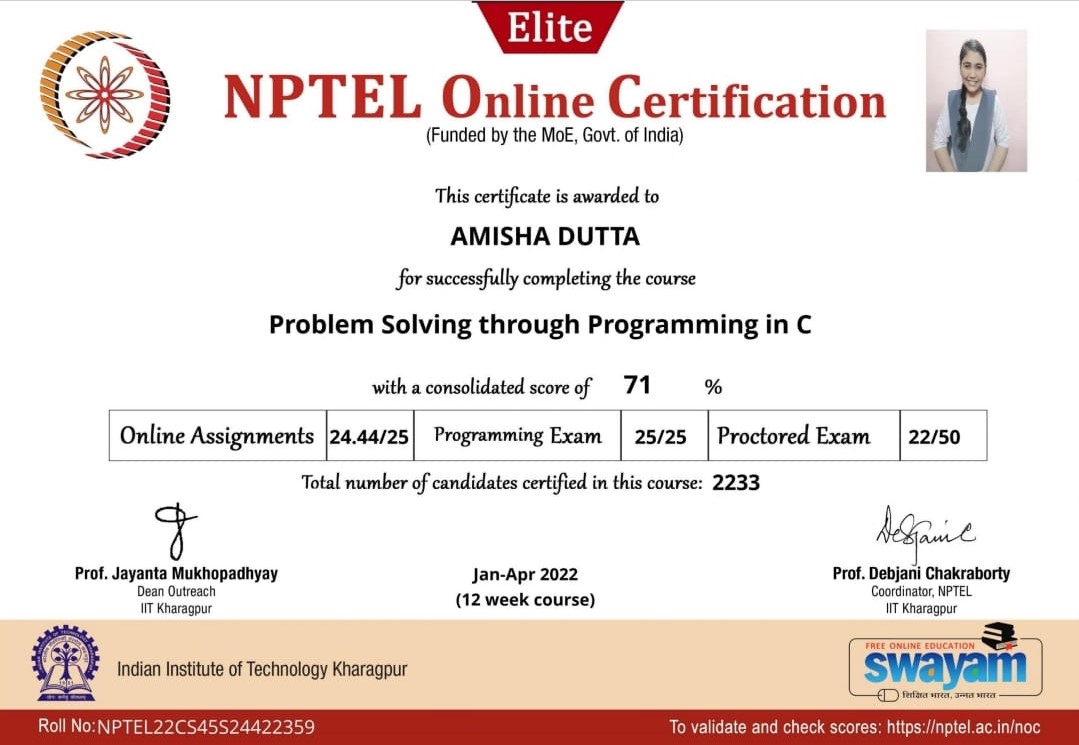 Elite
NPTEL Online Certification
(Funded by the MoE, Govt. of India)
This certificate is awarded to
AMISHA DUTTA
for successfully completing the course
Problem Solving through Programming in C
with a consolidated score of 71 %
Online Assignments 24.44/25 Programming Exam 25/25 Proctored Exam 22/50
Total number of candidates certified in this course: 2233
Prof. Jayanta Mukhopadhyay
Dean Outreach
IIT Kharagpur
Jan-Apr 2022
(12 week course)
Prof. Debjani Chakraborty
Coordinator, NPTEL
IIT Kharagpur
Indian Institute of Technology Kharagpur
FREE ONLINE EDUCATION
swayam
शिक्षित भारत, उन्नत भारत
Roll No:NPTEL22CS45S24422359
To validate and check scores: https://nptel.ac.in/noc